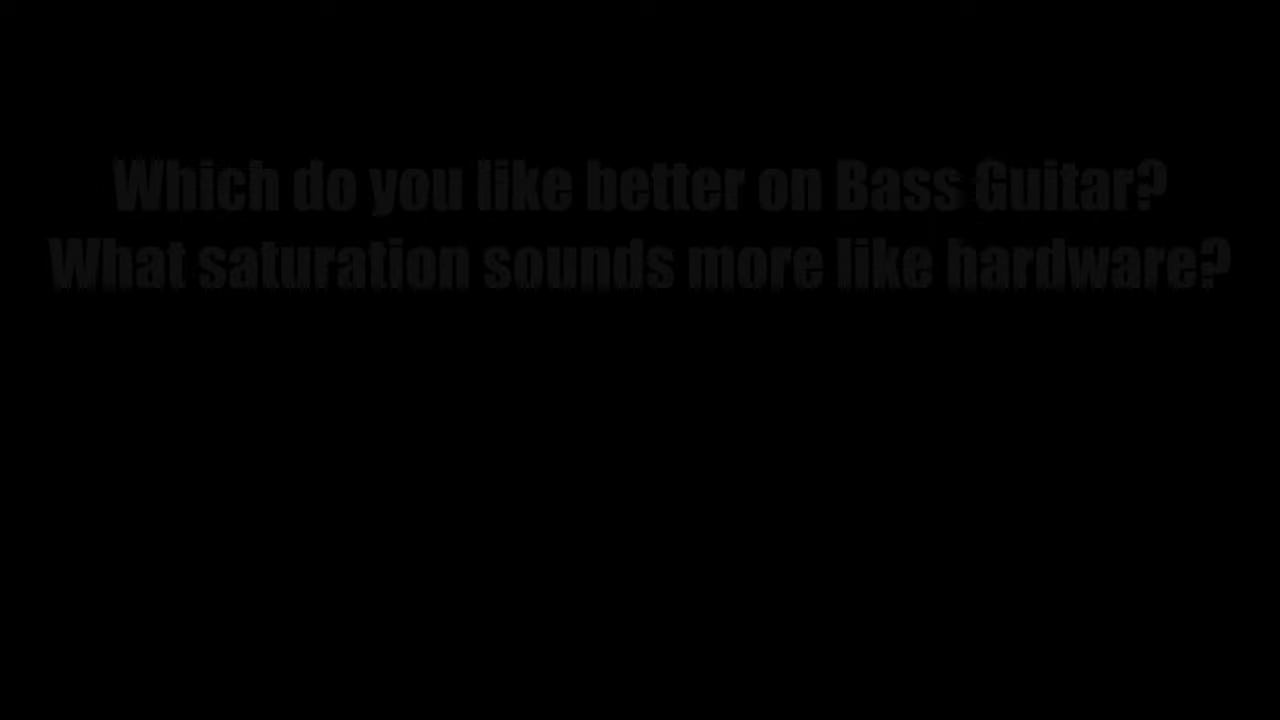 Which do you like better on Bass Guitar?
What saturation sounds more like hardware?